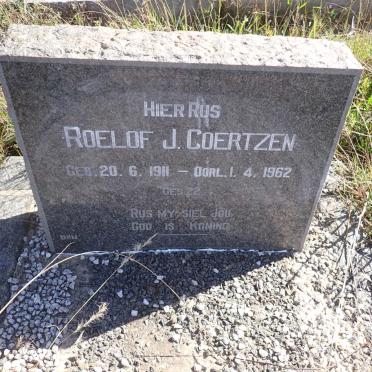 HIER RUS
ROELOF J. COERTZEN
GEB. 20. 6. 1911 – OORL. 1. 4. 1962
GES.
RUS MY SIEL JOU
GOD IS KONING